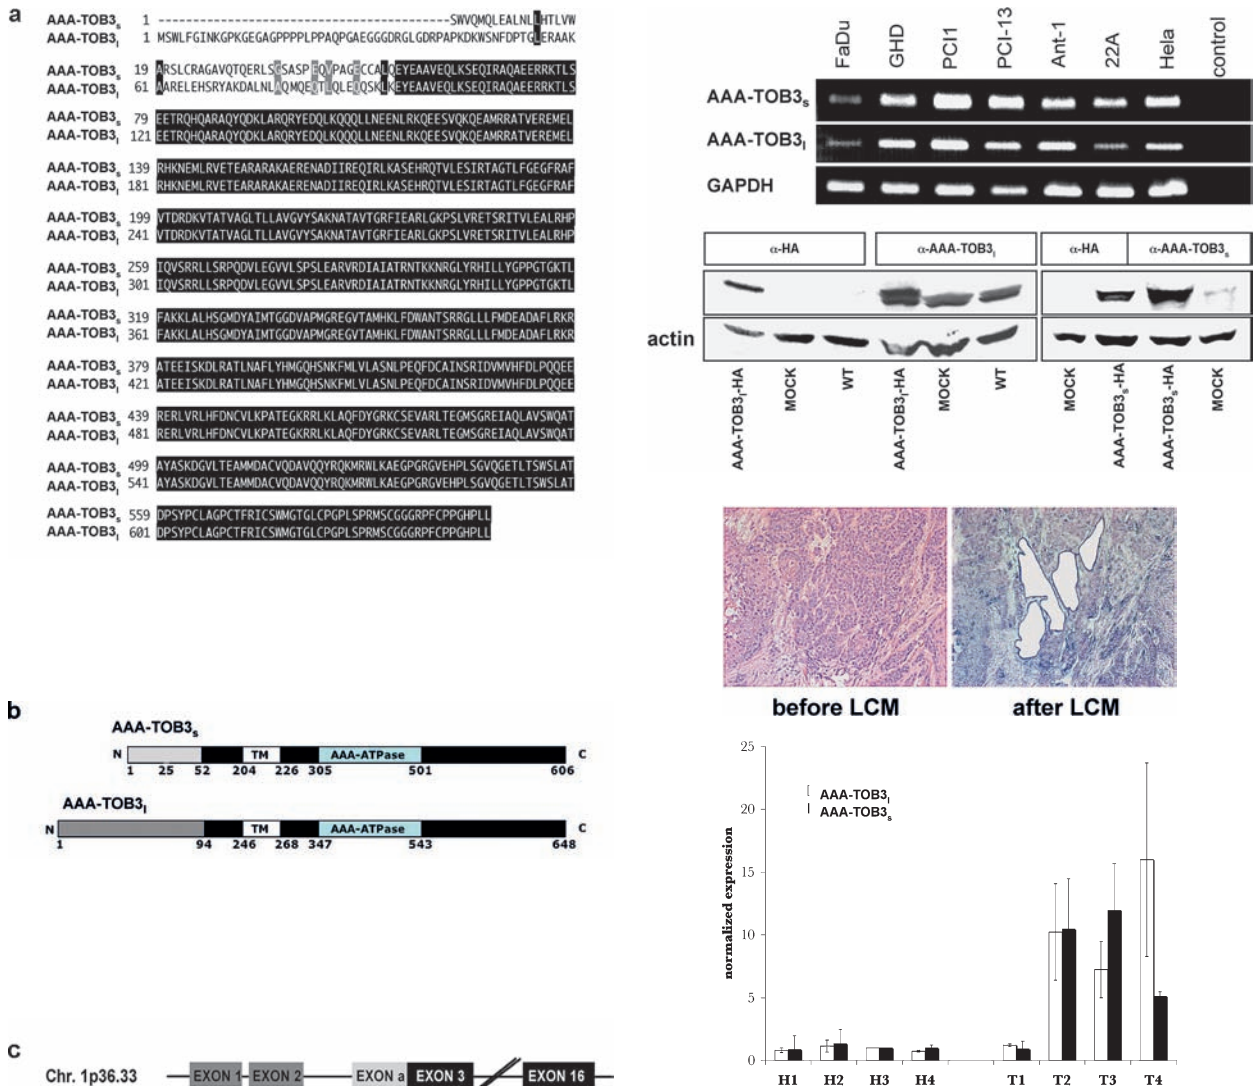 a
AAA-TOB3s 1 ------------------------------------------SWVQMQLEALNLLHTLVW
AAA-TOB3l 1 MSWLFGINKGPKGEGAGPPPPLPPAQPGAEGGGDRGLGDRPAPKDKWSNFDPTGLERAAK
AAA-TOB3s 19 ARSLCRAGAVQTQERLSGSASPEQVPAGECCALQEYEAAVEQLKSEQIRAQAEERRKTLS
AAA-TOB3l 61 AARELEHSRYAKDALNLAQMQEQTLQLEQQSKLKEYEAAVEQLKSEQIRAQAEERRKTLS
AAA-TOB3s 79 EETRQHQARAQYQDKLARQRYEDQLKQQQLLNEENLRKQEESVQKQEAMRRATVEREMEL
AAA-TOB3l 121 EETRQHQARAQYQDKLARQRYEDQLKQQQLLNEENLRKQEESVQKQEAMRRATVEREMEL
AAA-TOB3s 139 RHKNEMLRVETEARARAKAERENADIIREQIRLKASEHRQTVLESIRTAGTLFGEGFRAF
AAA-TOB3l 181 RHKNEMLRVETEARARAKAERENADIIREQIRLKASEHRQTVLESIRTAGTLFGEGFRAF
AAA-TOB3s 199 VTDRDKVTATVAGLTLLAVGVYSAKNATAVTGRFIEARLGKPSLVRETSRITVLEALRHP
AAA-TOB3l 241 VTDRDKVTATVAGLTLLAVGVYSAKNATAVTGRFIEARLGKPSLVRETSRITVLEALRHP
AAA-TOB3s 259 IQVSRRLLSRPQDVLEGVVLSPSLEARVRDIAIATRNTKKNRGLYRHILLYGPPGTGKTL
AAA-TOB3l 301 IQVSRRLLSRPQDVLEGVVLSPSLEARVRDIAIATRNTKKNRGLYRHILLYGPPGTGKTL
AAA-TOB3s 319 FAKKLALHSGMDYAIMTGGDVAPMGREGVTAMHKLFDWANTSRRGLLLFMDEADAFLRKR
AAA-TOB3l 361 FAKKLALHSGMDYAIMTGGDVAPMGREGVTAMHKLFDWANTSRRGLLLFMDEADAFLRKR
AAA-TOB3s 379 ATEEISKDLRATLNAFLYHMGQHSNKFMLVLASNLPEQFDCAINSRIDVMVHFDLPQQEE
AAA-TOB3l 421 ATEEISKDLRATLNAFLYHMGQHSNKFMLVLASNLPEQFDCAINSRIDVMVHFDLPQQEE
AAA-TOB3s 439 RERLVRLHFDNCVLKPATEGKRRLKLAQFDYGRKCSEVARLTEGMSGREIAQLAVSWQAT
AAA-TOB3l 481 RERLVRLHFDNCVLKPATEGKRRLKLAQFDYGRKCSEVARLTEGMSGREIAQLAVSWQAT
AAA-TOB3s 499 AYASKDGVLTEAMMDACVQDAVQQYRQKMRWLKAEGPGRGVEHPLSGVQGETLTSWSLAT
AAA-TOB3l 541 AYASKDGVLTEAMMDACVQDAVQQYRQKMRWLKAEGPGRGVEHPLSGVQGETLTSWSLAT
AAA-TOB3s 559 DPSYPCLAGPCTFRICSWMGTGLCPGPLSPRMSCGGGRPFCPPGHPLL
AAA-TOB3l 601 DPSYPCLAGPCTFRICSWMGTGLCPGPLSPRMSCGGGRPFCPPGHPLL
b
AAA-TOB3s
N TM AAA-ATPase C
1 25 52 204 226 305 501 606
AAA-TOB3l
N TM AAA-ATPase C
1 94 246 268 347 543 648
c
Chr. 1p36.33 EXON 1 EXON 2 EXON a EXON 3 EXON 16
FaDu GHD PCI1 PCI-13 Ant-1 22A Hela control
AAA-TOB3s
AAA-TOB3l
GAPDH
α-HA α-AAA-TOB3l α-HA α-AAA-TOB3s
actin
AAA-TOB3l-HA MOCK WT AAA-TOB3l-HA MOCK WT MOCK AAA-TOB3s-HA AAA-TOB3s-HA MOCK
before LCM after LCM
normalized expression
25
20
15
10
5
0
AAA-TOB3l
AAA-TOB3s
H1 H2 H3 H4 T1 T2 T3 T4